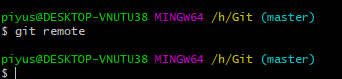 piyus@DESKTOP-VNUTU38 MINGW64 /h/Git (master)
$ git remote
piyus@DESKTOP-VNUTU38 MINGW64 /h/Git (master)
$